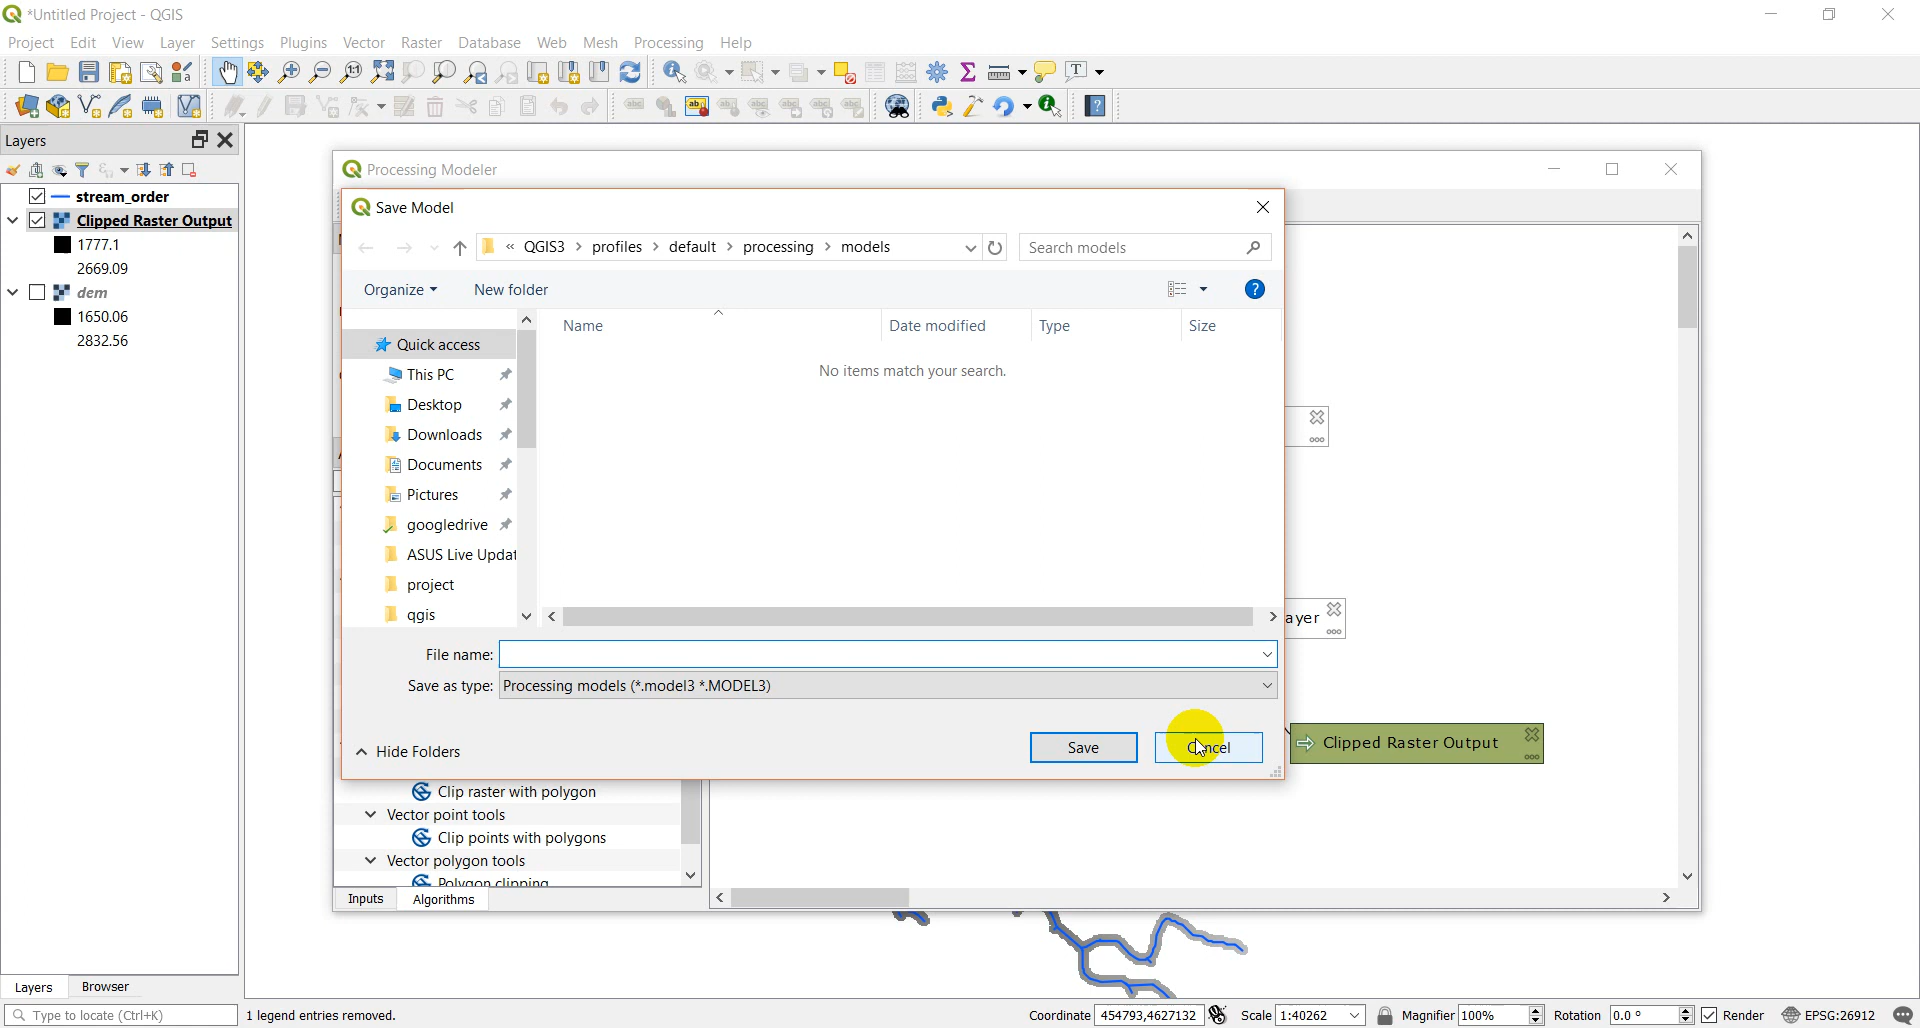 *Untitled Project - QGIS
Project Edit View Layer Settings Plugins Vector Raster Database Web Mesh Processing Help
Layers
stream_order
Clipped Raster Output
1777.1
2669.09
dem
1650.06
2832.56
Processing Modeler
Save Model
« QGIS3 > profiles > default > processing > models
Search models
Organize
New folder
Name Date modified Type Size
No items match your search.
Quick access
This PC
Desktop
Downloads
Documents
Pictures
googledrive
ASUS Live Updat
project
qgis
File name:
Save as type: Processing models (*.model3 *.MODEL3)
Hide Folders
Save
Cancel
ayer
Clipped Raster Output
Clip raster with polygon
Vector point tools
Clip points with polygons
Vector polygon tools
Polygon clipping
Inputs Algorithms
Layers Browser
Type to locate (Ctrl+K)
1 legend entries removed.
Coordinate 454793,4627132 Scale 1:40262 Magnifier 100% Rotation 0.0 ° Render EPSG:26912